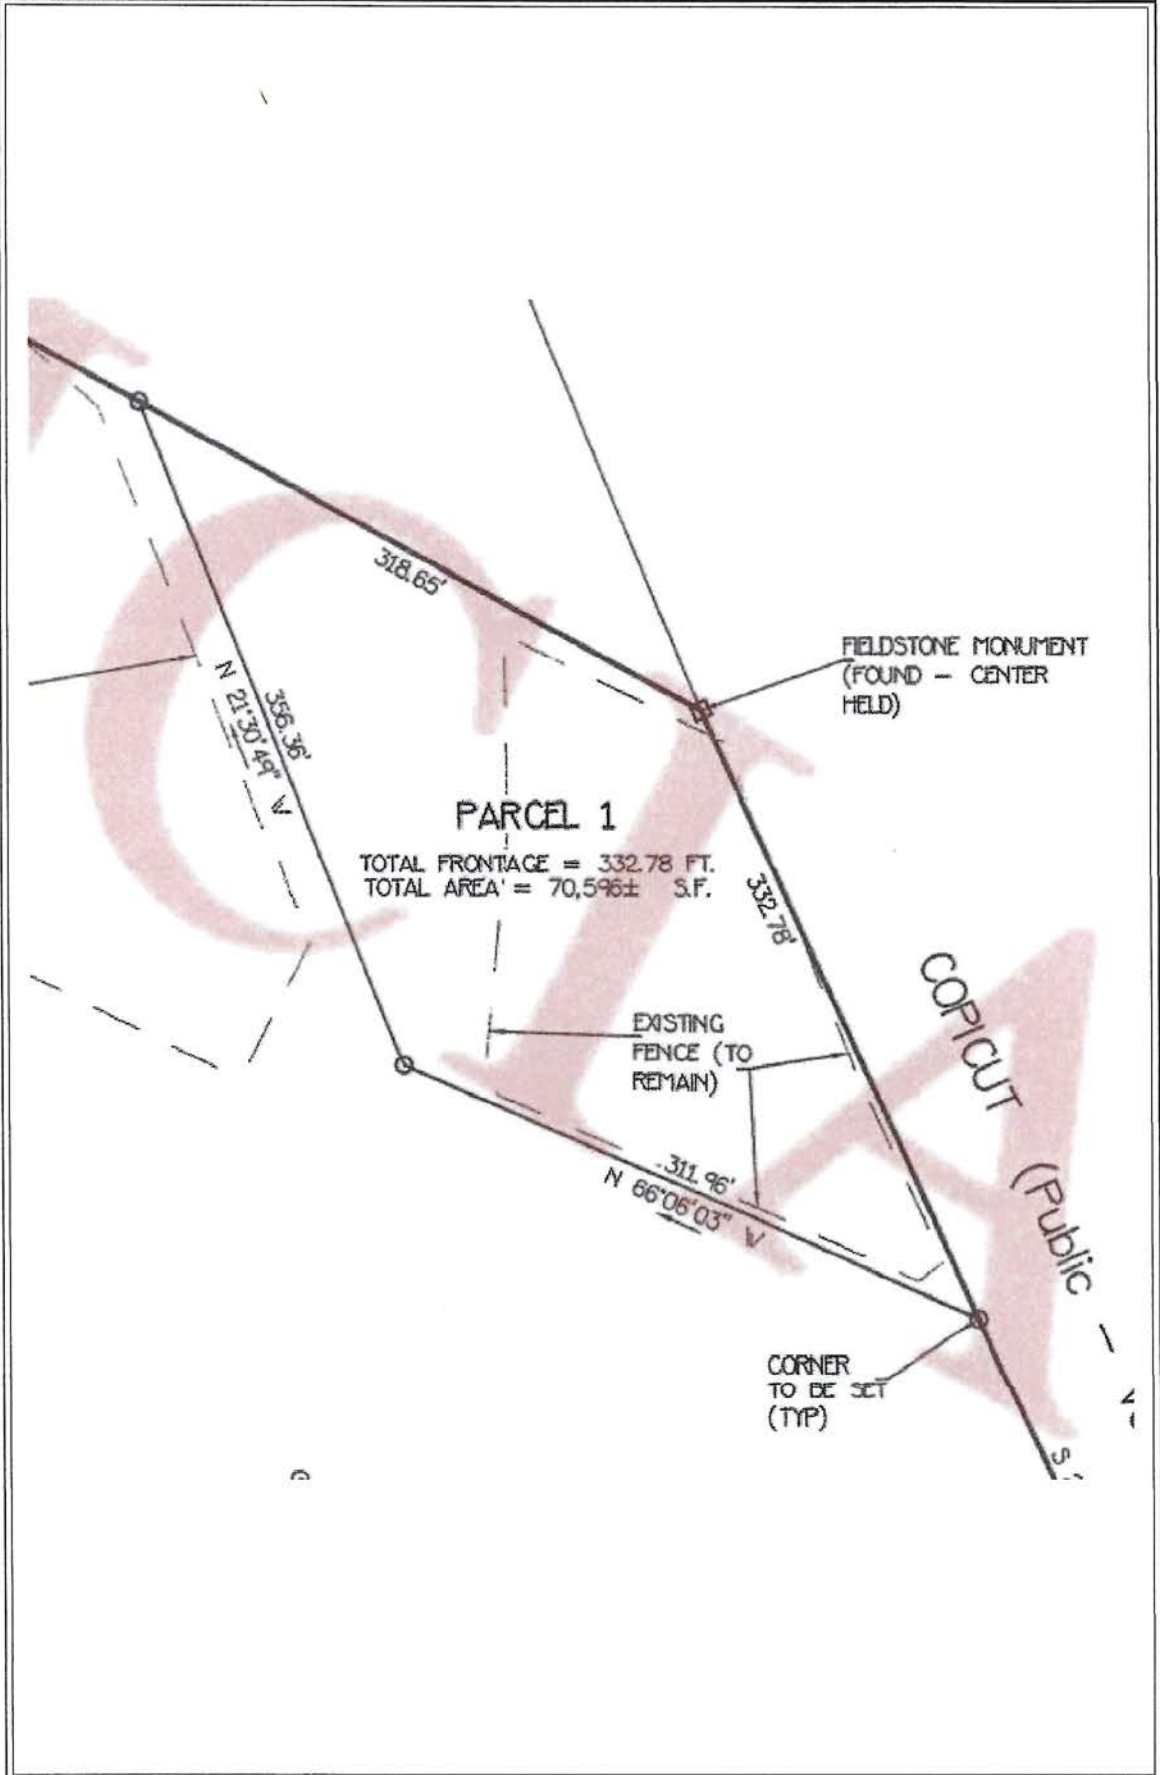 318.65'
FIELDSTONE MONUMENT
(FOUND - CENTER
HELD)
356.36'
N 21°30'49" W
PARCEL 1
TOTAL FRONTAGE = 332.78 FT.
TOTAL AREA = 70,596± S.F.
332.78'
COPICUT
(Public
EXISTING
FENCE (TO
REMAIN)
311.96'
N 66°06'03" W
CORNER
TO BE SET
(TYP)
S
C I A